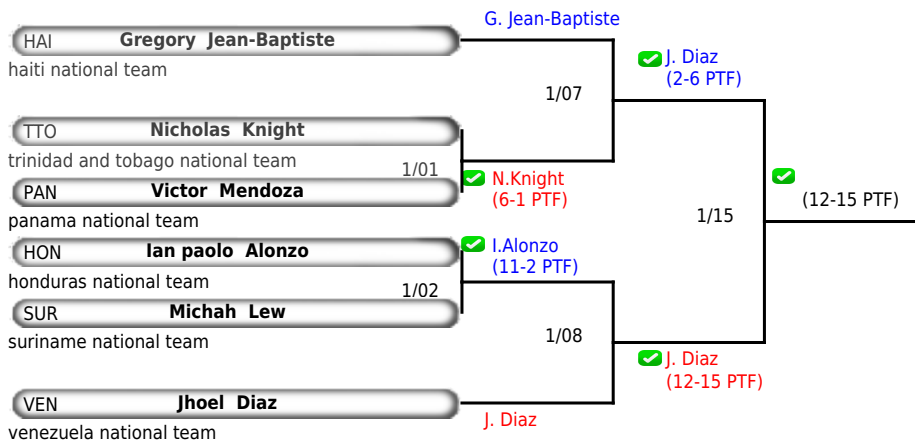 G. Jean-Baptiste
HAI Gregory Jean-Baptiste
haiti national team
J. Diaz
(2-6 PTF)
1/07
TTO Nicholas Knight
trinidad and tobago national team
1/01
N.Knight
(6-1 PTF)
PAN Victor Mendoza
panama national team
(12-15 PTF)
1/15
HON Ian paolo Alonzo
honduras national team
I.Alonzo
(11-2 PTF)
1/02
SUR Michah Lew
suriname national team
1/08
J. Diaz
(12-15 PTF)
VEN Jhoel Diaz
venezuela national team
J. Diaz